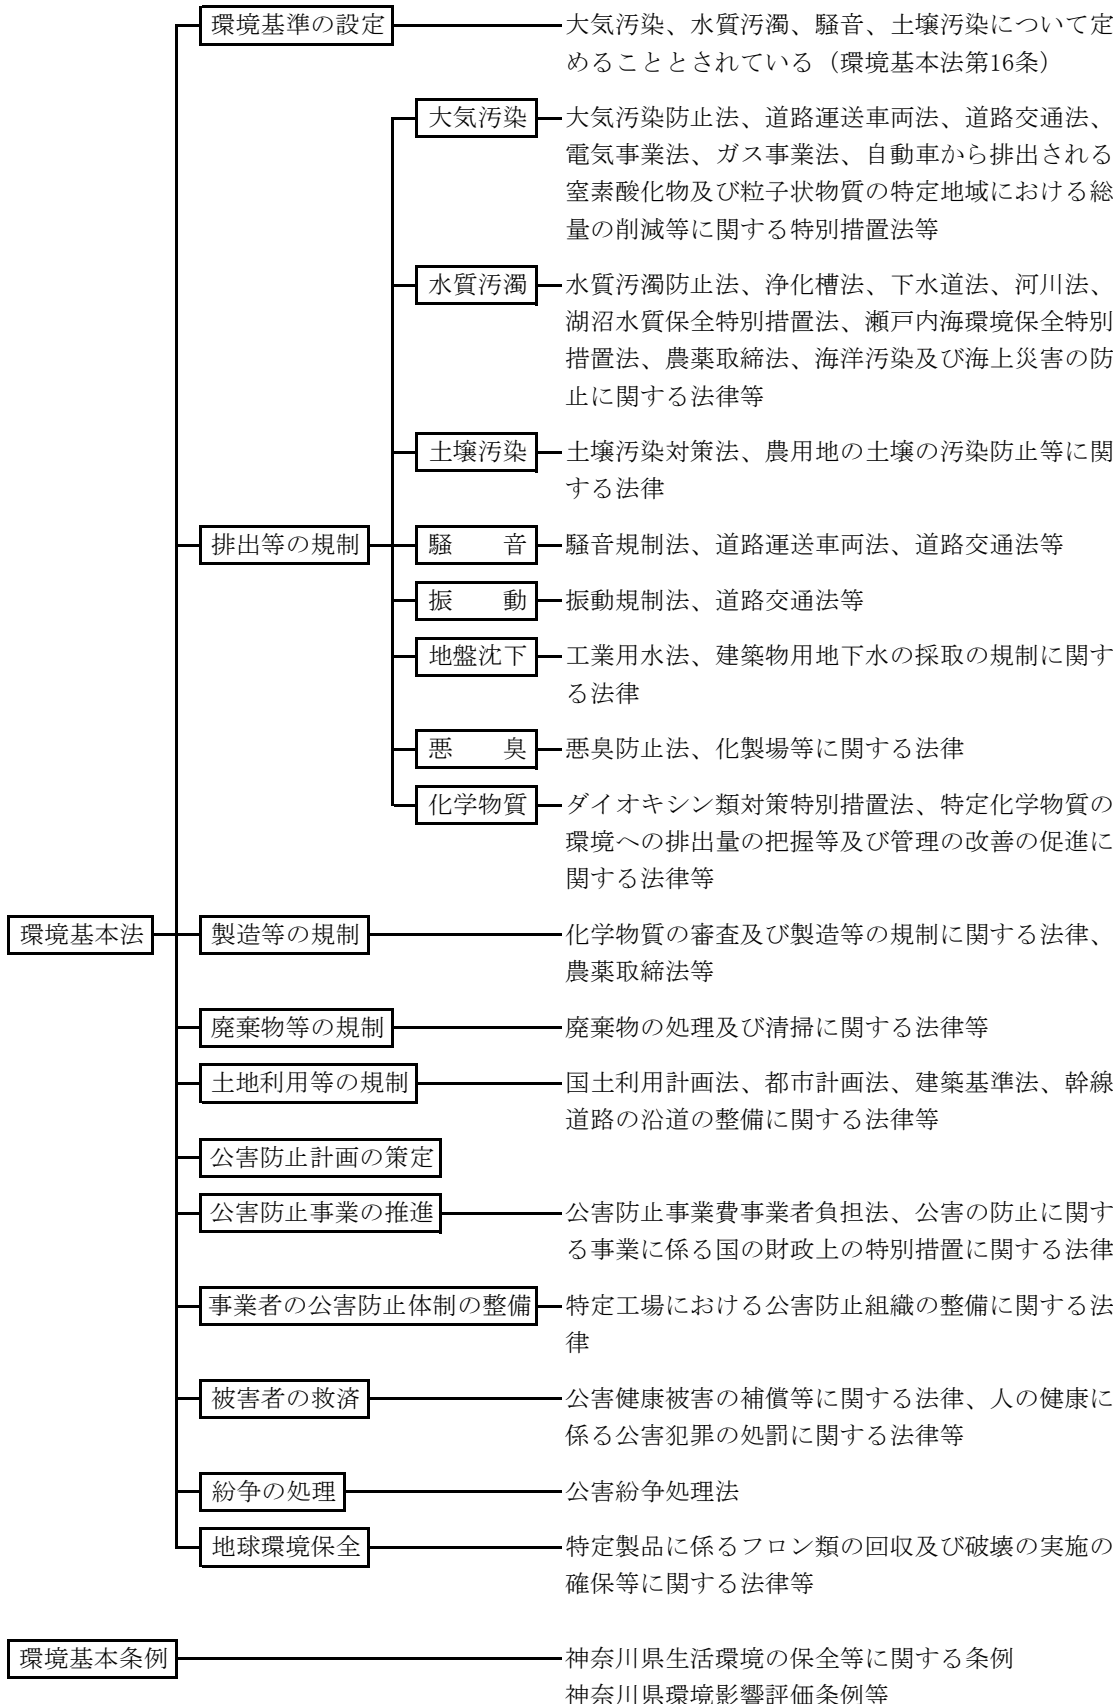 環境基準の設定
大気汚染、水質汚濁、騒音、土壌汚染について定
めることとされている（環境基本法第16条）
大気汚染
大気汚染防止法、道路運送車両法、道路交通法、
電気事業法、ガス事業法、自動車から排出される
窒素酸化物及び粒子状物質の特定地域における総
量の削減等に関する特別措置法等
水質汚濁
水質汚濁防止法、浄化槽法、下水道法、河川法、
湖沼水質保全特別措置法、瀬戸内海環境保全特別
措置法、農薬取締法、海洋汚染及び海上災害の防
止に関する法律等
土壌汚染
土壌汚染対策法、農用地の土壌の汚染防止等に関
する法律
排出等の規制
騒　　音
騒音規制法、道路運送車両法、道路交通法等
振　　動
振動規制法、道路交通法等
地盤沈下
工業用水法、建築物用地下水の採取の規制に関す
る法律
悪　　臭
悪臭防止法、化製場等に関する法律
化学物質
ダイオキシン類対策特別措置法、特定化学物質の
環境への排出量の把握等及び管理の改善の促進に
関する法律等
環境基本法
製造等の規制
化学物質の審査及び製造等の規制に関する法律、
農薬取締法等
廃棄物等の規制
廃棄物の処理及び清掃に関する法律等
土地利用等の規制
国土利用計画法、都市計画法、建築基準法、幹線
道路の沿道の整備に関する法律等
公害防止計画の策定
公害防止事業の推進
公害防止事業費事業者負担法、公害の防止に関す
る事業に係る国の財政上の特別措置に関する法律
事業者の公害防止体制の整備
特定工場における公害防止組織の整備に関する法
律
被害者の救済
公害健康被害の補償等に関する法律、人の健康に
係る公害犯罪の処罰に関する法律等
紛争の処理
公害紛争処理法
地球環境保全
特定製品に係るフロン類の回収及び破壊の実施の
確保等に関する法律等
環境基本条例
神奈川県生活環境の保全等に関する条例
神奈川県環境影響評価条例等